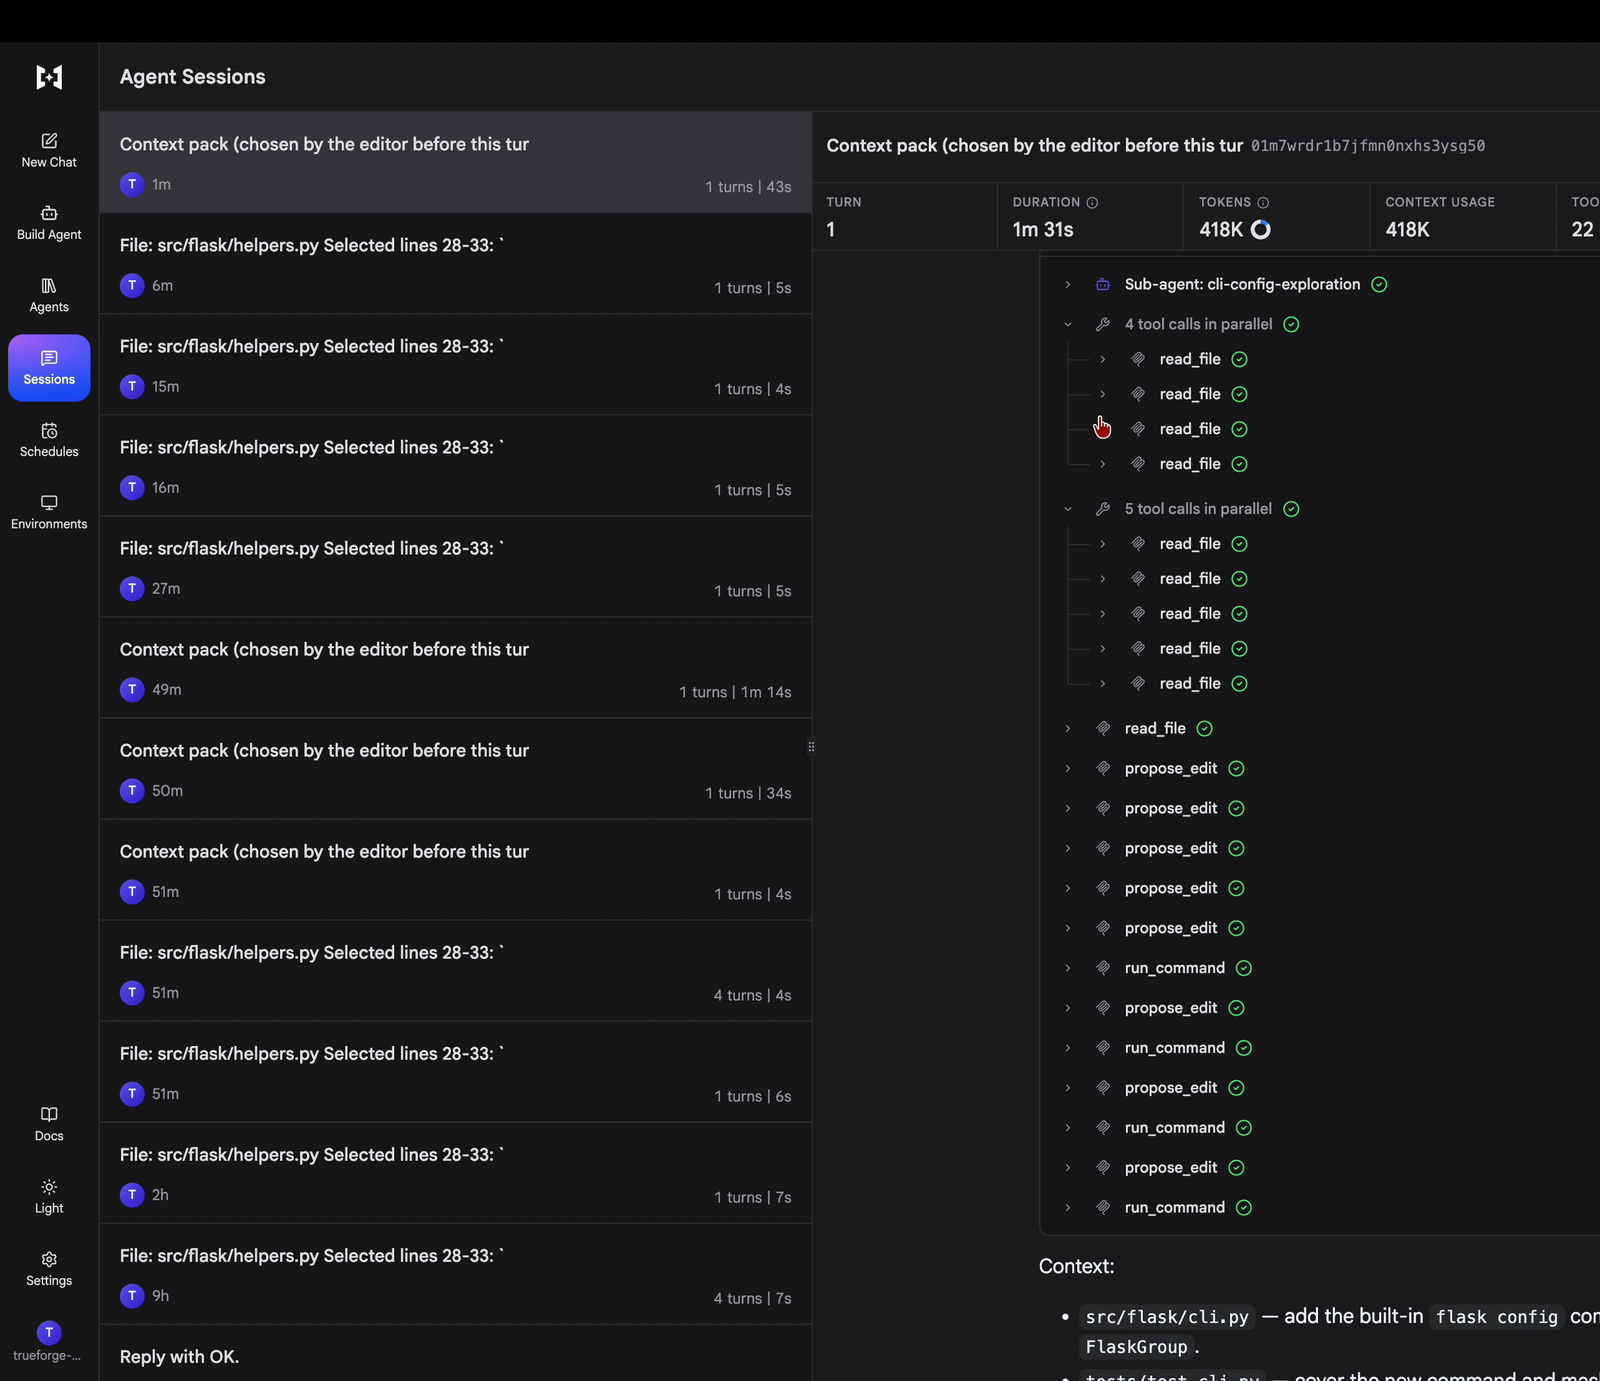 Agent Sessions
New Chat
Build Agent
Agents
Sessions
Schedules
Environments
Docs
Light
Settings
T
trueforge-...
Context pack (chosen by the editor before this tur
T 1m
1 turns | 43s
File: src/flask/helpers.py Selected lines 28-33: `
T 6m
1 turns | 5s
File: src/flask/helpers.py Selected lines 28-33: `
T 15m
1 turns | 4s
File: src/flask/helpers.py Selected lines 28-33: `
T 16m
1 turns | 5s
File: src/flask/helpers.py Selected lines 28-33: `
T 27m
1 turns | 5s
Context pack (chosen by the editor before this tur
T 49m
1 turns | 1m 14s
Context pack (chosen by the editor before this tur
T 50m
1 turns | 34s
Context pack (chosen by the editor before this tur
T 51m
1 turns | 4s
File: src/flask/helpers.py Selected lines 28-33: `
T 51m
4 turns | 4s
File: src/flask/helpers.py Selected lines 28-33: `
T 51m
1 turns | 6s
File: src/flask/helpers.py Selected lines 28-33: `
T 2h
1 turns | 7s
File: src/flask/helpers.py Selected lines 28-33: `
T 9h
4 turns | 7s
Reply with OK.
Context pack (chosen by the editor before this tur 01m7wrdr1b7jfmn0nxhs3ysg50
TURN
1
DURATION
1m 31s
TOKENS
418K
CONTEXT USAGE
418K
TOO
22
Sub-agent: cli-config-exploration
4 tool calls in parallel
read_file
read_file
read_file
read_file
5 tool calls in parallel
read_file
read_file
read_file
read_file
read_file
read_file
propose_edit
propose_edit
propose_edit
propose_edit
propose_edit
run_command
propose_edit
run_command
propose_edit
run_command
propose_edit
run_command
Context:
• src/flask/cli.py — add the built-in flask config con
FlaskGroup.
• tests/test_cli.py — cover the new command and mas